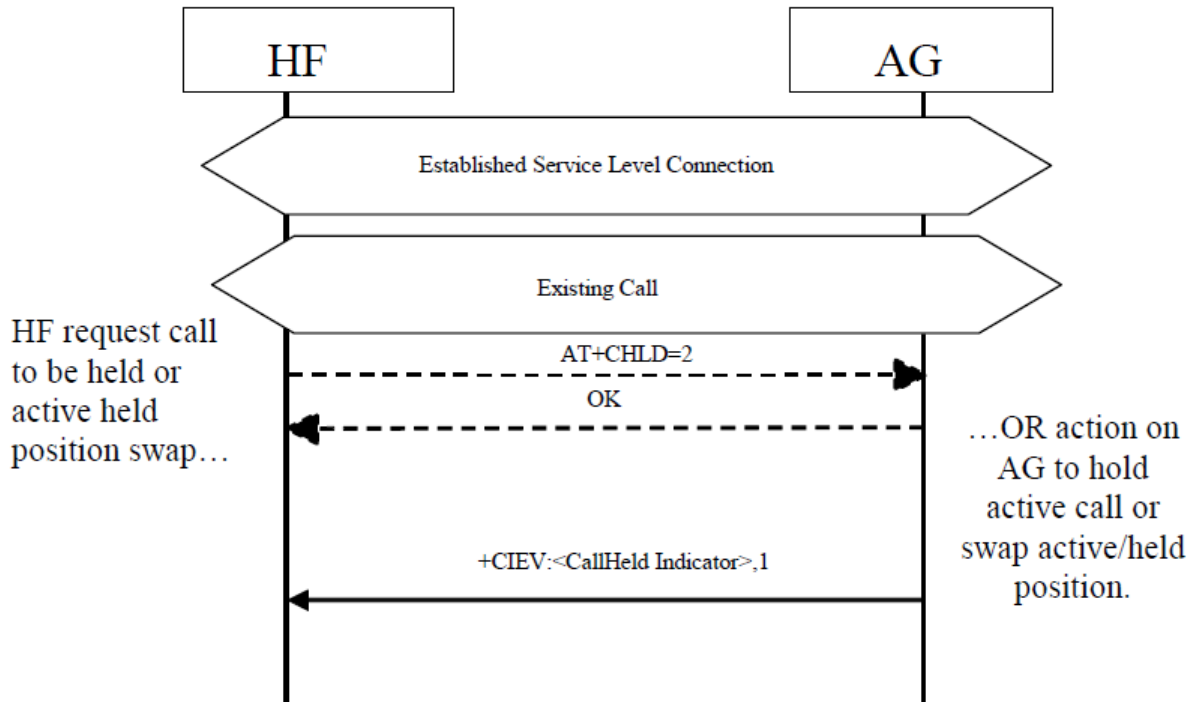 HF
AG
Established Service Level Connection
Existing Call
HF request call
to be held or
active held
position swap…
AT+CHLD=2
OK
…OR action on
AG to hold
active call or
swap active/held
position.
+CIEV:<CallHeld Indicator>,1